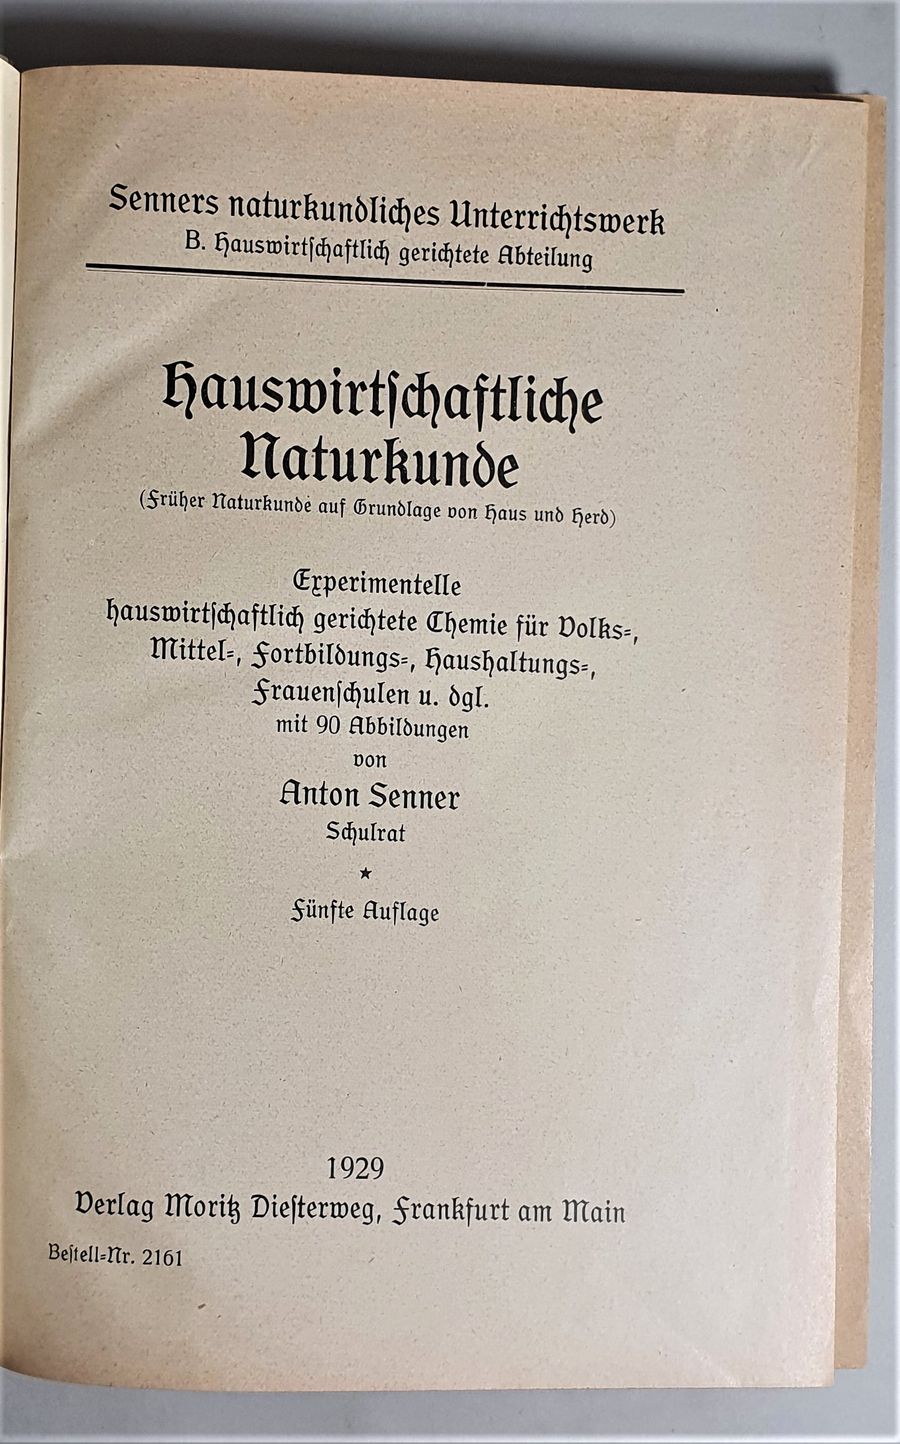 Senners naturkundliches Unterrichtswerk
B. Hauswirtſchaftlich gerichtete Abteilung
Hauswirtſchaftliche
Naturkunde
(Früher Naturkunde auf Grundlage von Haus und Herd)
Experimentelle
hauswirtſchaftlich gerichtete Chemie für Volks-,
Mittel-, Fortbildungs-, Haushaltungs-,
Frauenſchulen u. dgl.
mit 90 Abbildungen
von
Anton Senner
Schulrat
★
Fünfte Auflage
1929
Verlag Moritz Dieſterweg, Frankfurt am Main
Beſtell-Nr. 2161